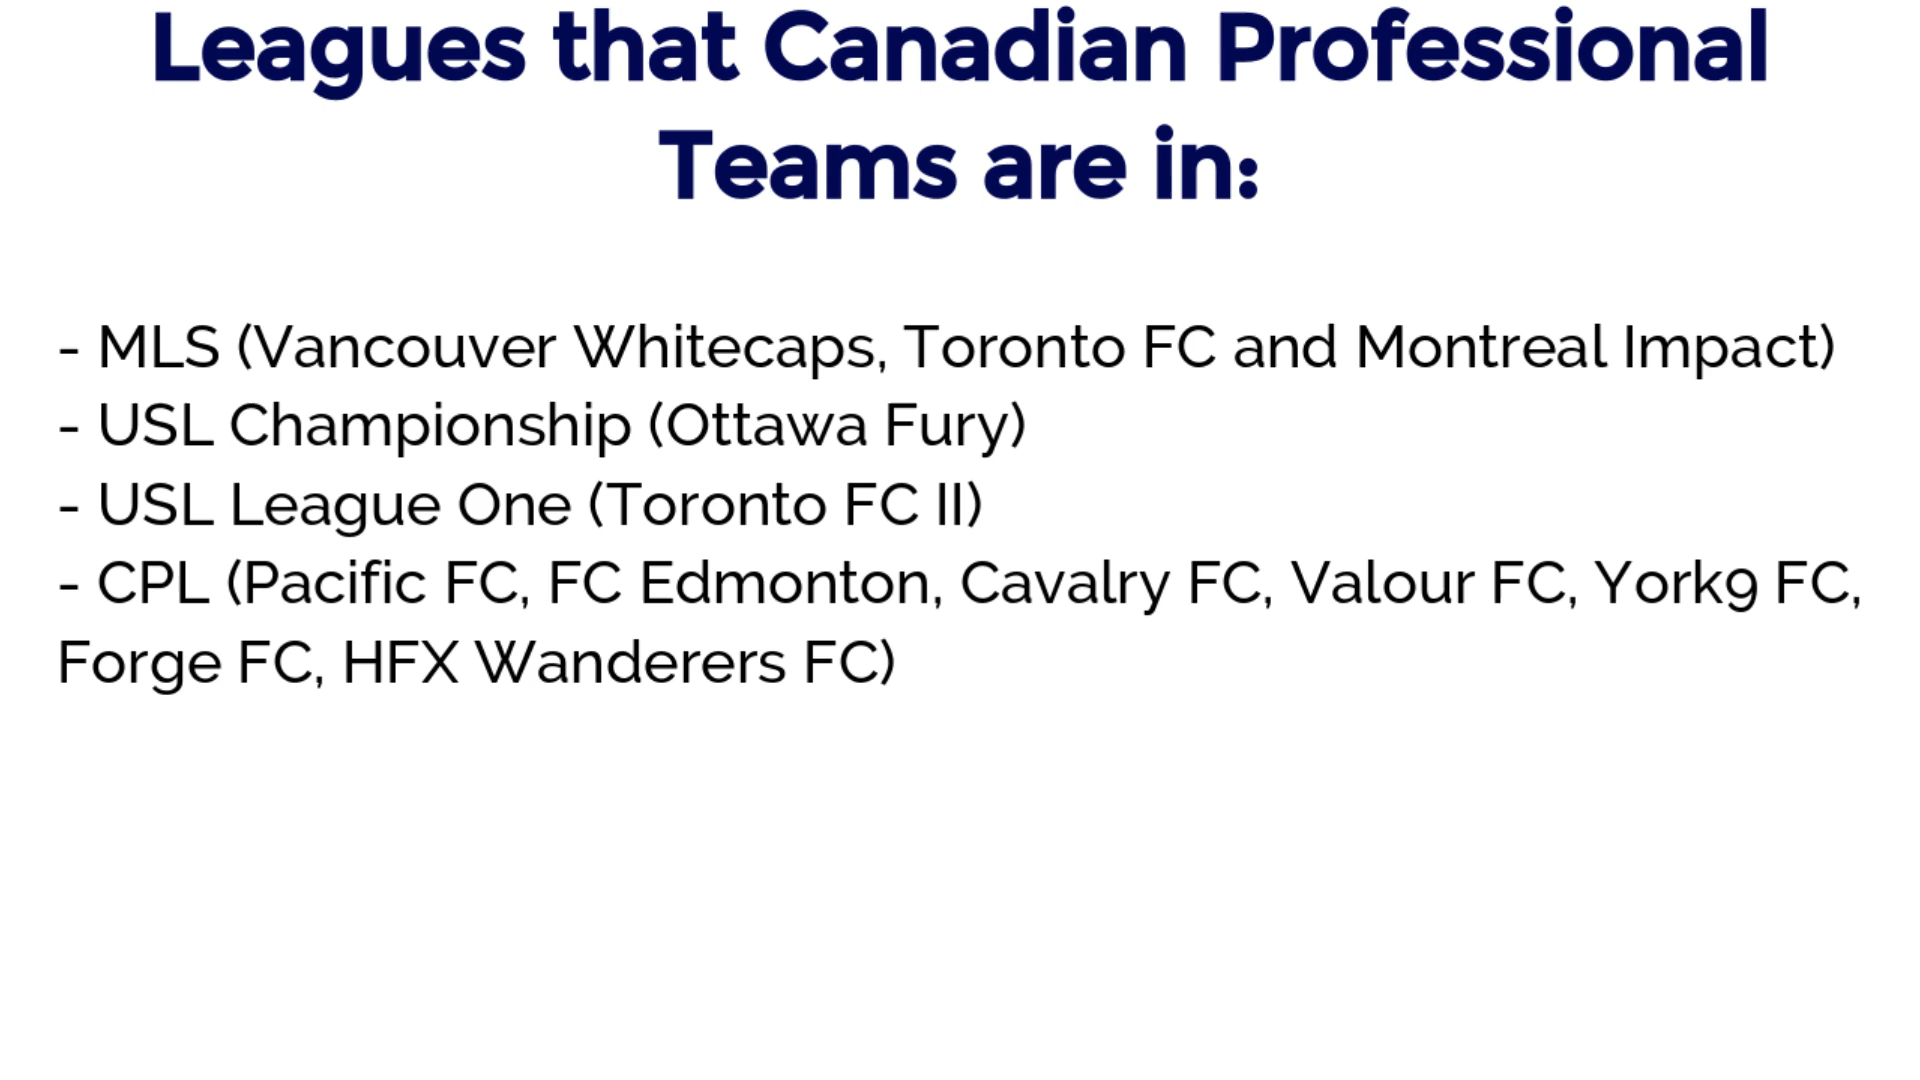 Leagues that Canadian Professional
Teams are in:
- MLS (Vancouver Whitecaps, Toronto FC and Montreal Impact)
- USL Championship (Ottawa Fury)
- USL League One (Toronto FC II)
- CPL (Pacific FC, FC Edmonton, Cavalry FC, Valour FC, York9 FC,
Forge FC, HFX Wanderers FC)